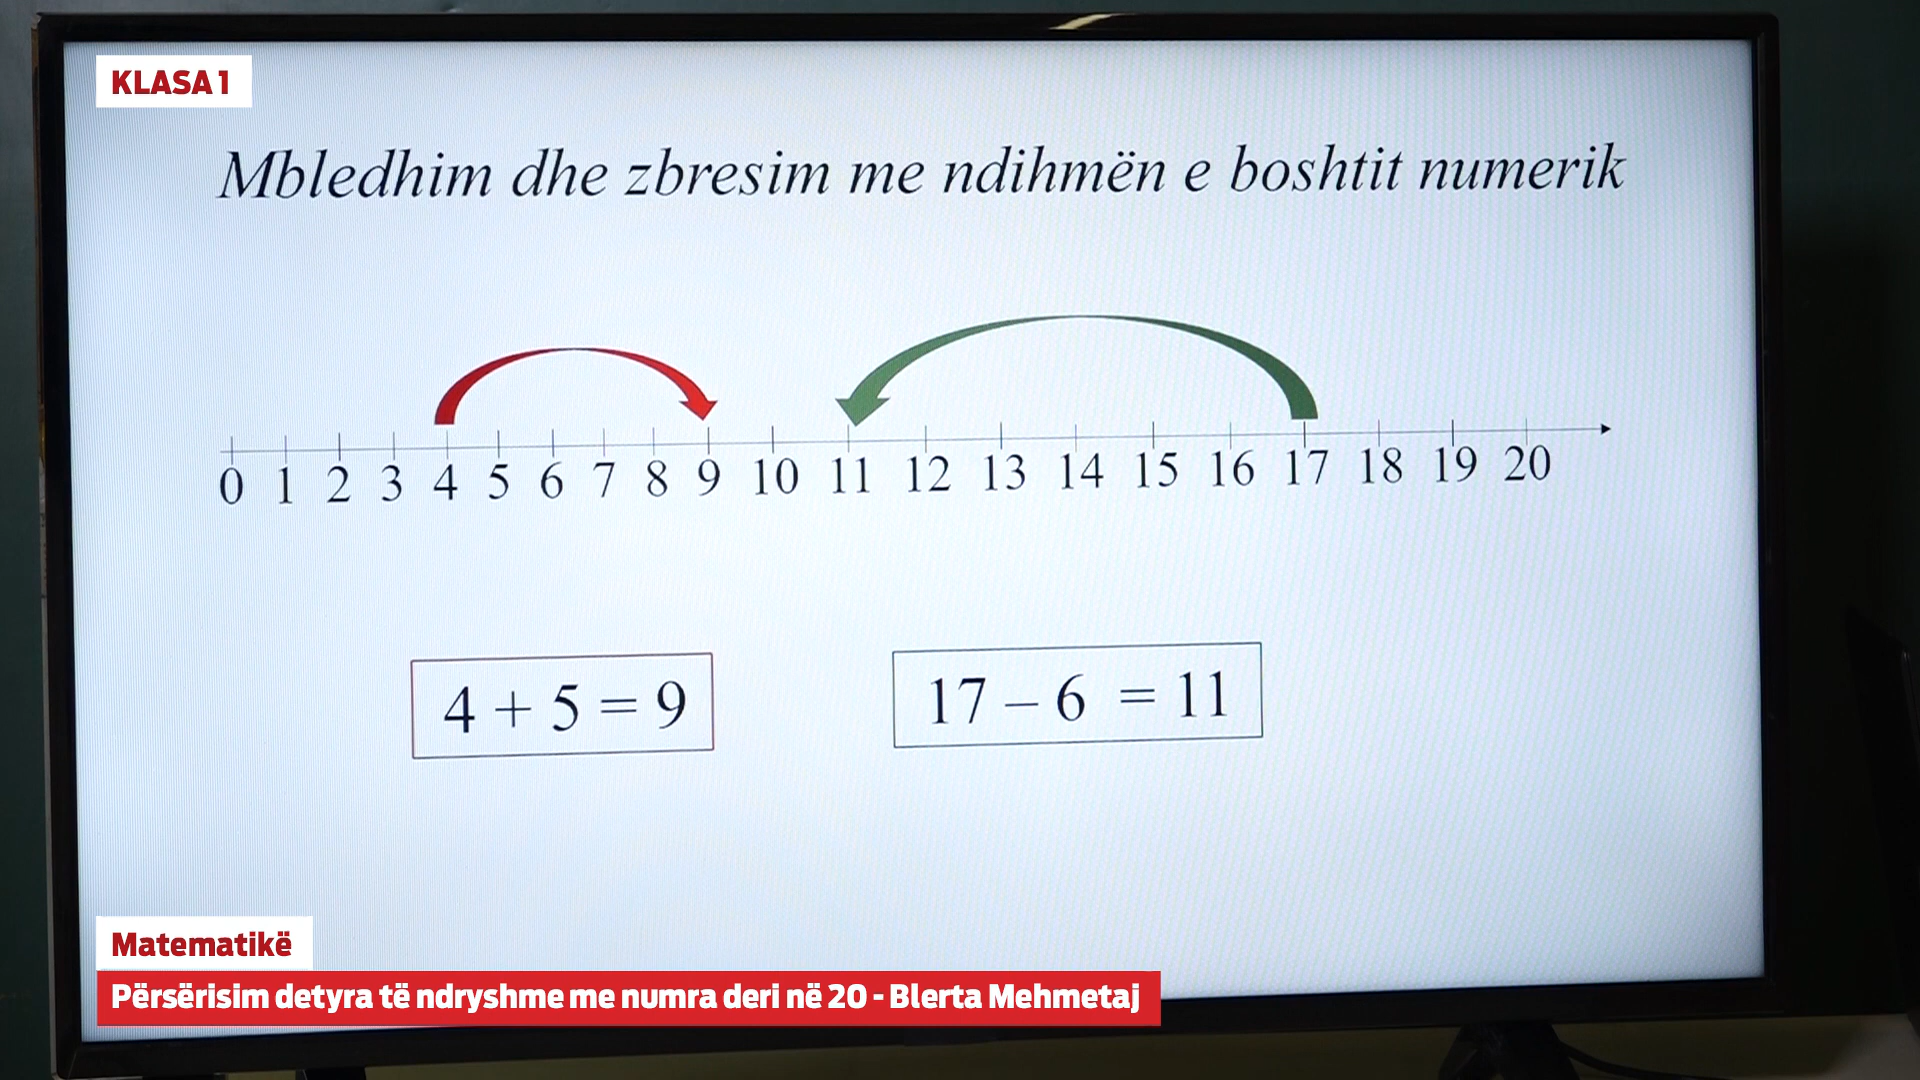 KLASA 1
Mbledhim dhe zbresim me ndihmën e boshtit numerik
0 1 2 3 4 5 6 7 8 9 10 11 12 13 14 15 16 17 18 19 20
4 + 5 = 9
17 – 6 = 11
Matematikë
Përsërisim detyra të ndryshme me numra deri në 20 - Blerta Mehmetaj